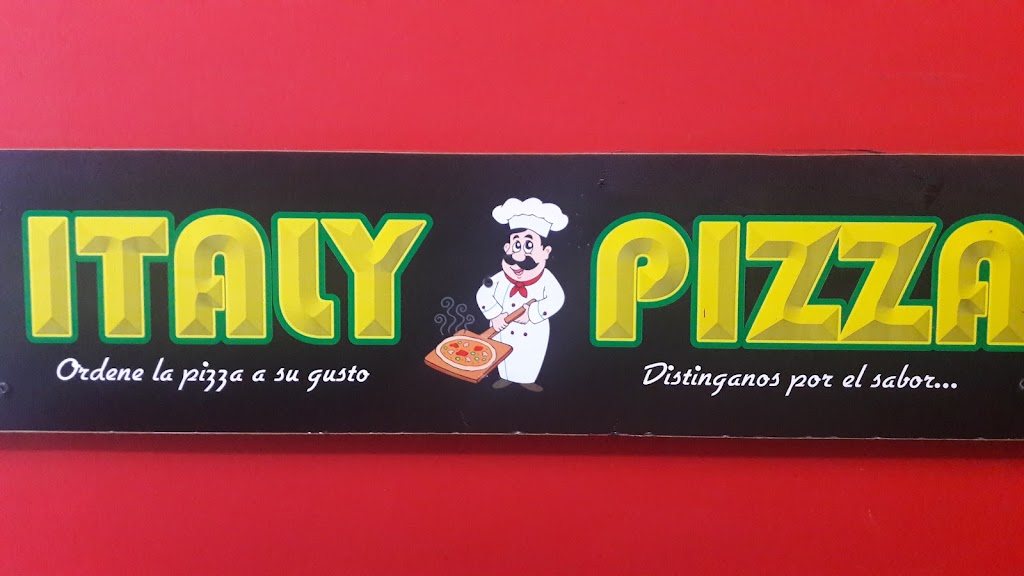 ITALY PIZZA
Ordene la pizza a su gusto
Distinganos por el sabor...